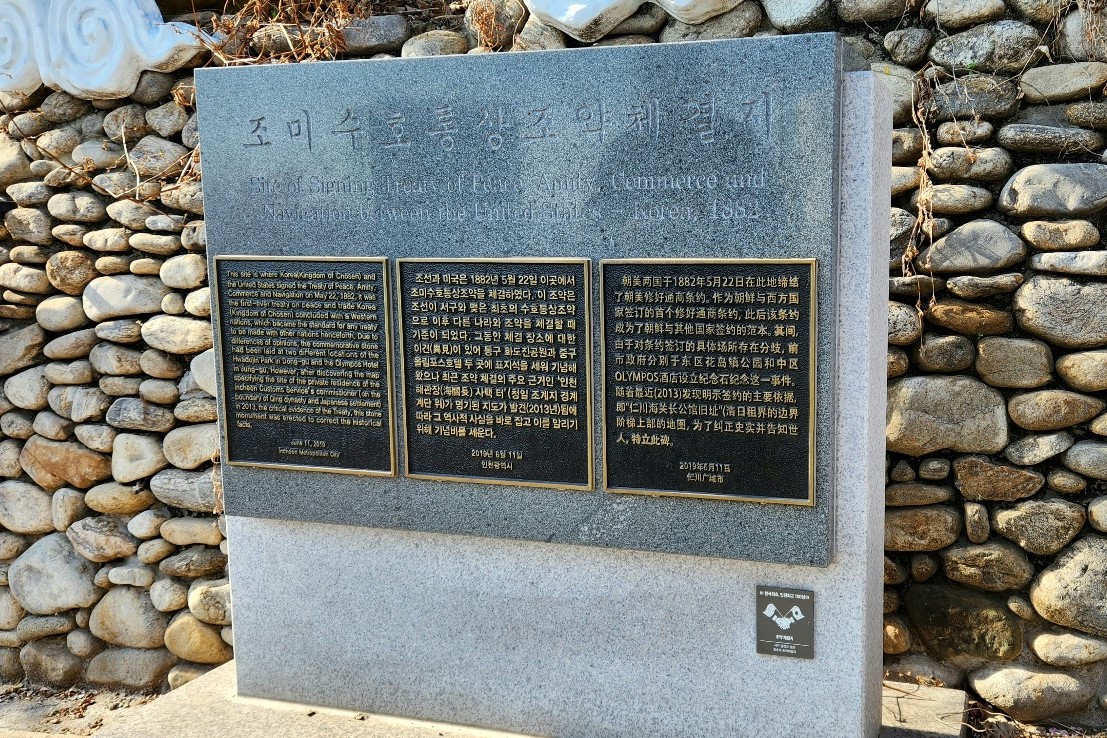 조미수호통상조약체결지
Site of Signing Treaty of Peace, Amity, Commerce and
Navigation between the United States — Korea, 1882
This site is where Korea(Kingdom of Chosen) and
the United States signed the Treaty of Peace, Amity,
Commerce and Navigation on May 22, 1882. It was
the first-ever treaty on peace and trade Korea
(Kingdom of Chosen) concluded with a Western
nations, which became the standard for any treaty
to be made with other nations henceforth. Due to
differences of opinions, the commemorative stone
had been laid at two different locations of the
Hwadojin Park in Dong-gu and the Olympos Hotel
in Jung-gu. However, after discovering the map
specifying the site of the private residence of the
Incheon Customs Service's commissioner ( on the
boundary of Qing dynasty and Japanese settlement)
in 2013, the critical evidence of the treaty, this stone
monument was erected to correct the historical
facts.
June 11, 2019
Incheon Metropolitan City
조선과 미국은 1882년 5월 22일 이곳에서
조미수호통상조약을 체결하였다. 이 조약은
조선이 서구와 맺은 최초의 수호통상조약
으로 이후 다른 나라와 조약을 체결할 때
기준이 되었다. 그동안 체결 장소에 대한
이견(異見)이 있어 동구 화도진공원과 중구
올림포스호텔 두 곳에 표지석을 세워 기념해
왔으나 최근 조약 체결의 주요 근거인 '인천
해관장(海關長) 사택 터' (청일 조계지 경계
계단 위)가 명기된 지도가 발견(2013년)됨에
따라 그 역사적 사실을 바로 잡고 이를 알리기
위해 기념비를 세운다.
2019년 6월 11일
인천광역시
朝美两国于1882年5月22日在此地缔结
了朝美修好通商条约。作为朝鲜与西方国
家签订的首个修好通商条约，此后该条约
成为了朝鲜与其他国家签约的范本。其间，
由于对条约签订的具体场所存在分歧，前
市政府分别于东区花岛镇公园和中区
OLYMPOS酒店设立纪念石纪念这一事件。
随着最近(2013)发现明示签约的主要依据，
即"仁川海关长公馆旧址"(清日租界的边界
阶梯上部)的地图，为了纠正史实并告知世
人，特立此碑。
2019年6月11日
仁川广域市